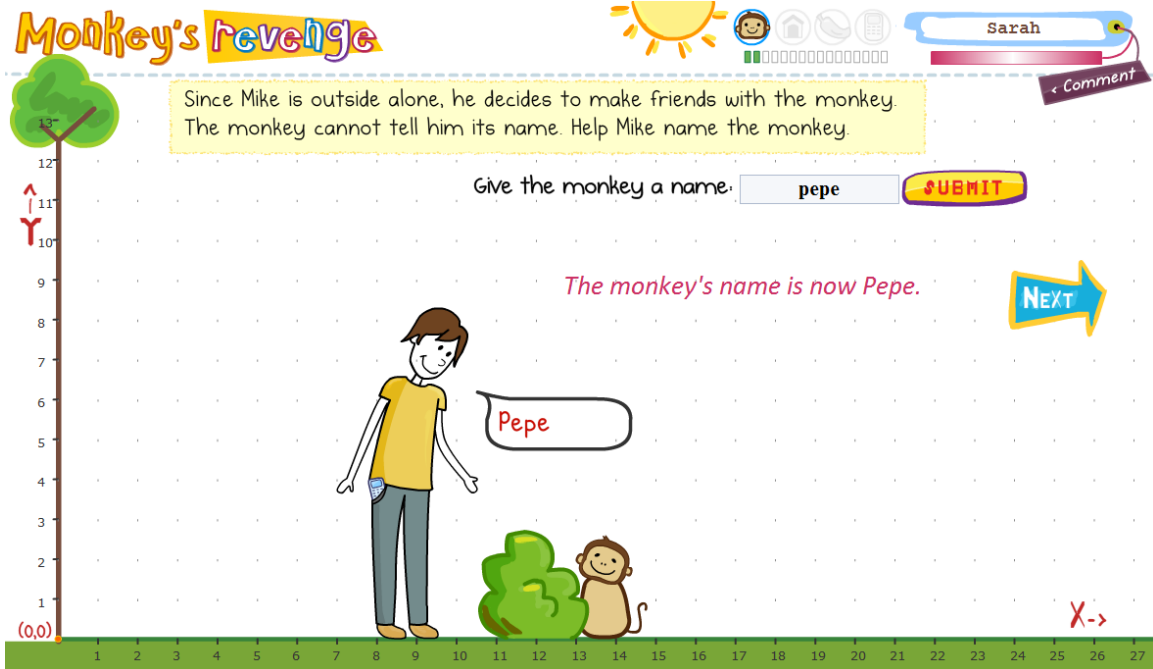 Monkey's revenge
Sarah
< Comment
Since Mike is outside alone, he decides to make friends with the monkey.
The monkey cannot tell him its name. Help Mike name the monkey.
Give the monkey a name: pepe SUBMIT
The monkey's name is now Pepe.
NEXT
Pepe
13
12
11
10
9
8
7
6
5
4
3
2
1
<-- Y
(0,0)
X->
1 2 3 4 5 6 7 8 9 10 11 12 13 14 15 16 17 18 19 20 21 22 23 24 25 26 27